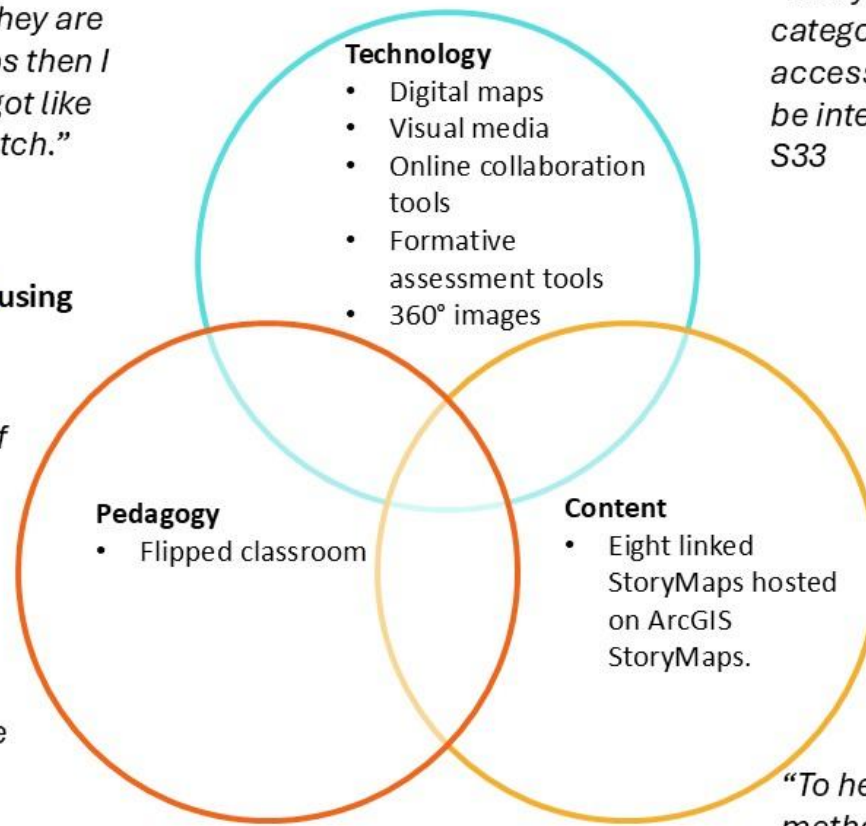 hey are
then I
got like
tch.”
using
f
e
Technology
• Digital maps
• Visual media
• Online collaboration
tools
• Formative
assessment tools
• 360° images
Pedagogy
• Flipped classroom
Content
• Eight linked
StoryMaps hosted
on ArcGIS
StoryMaps.
catego
access
be inte
S33
“To he